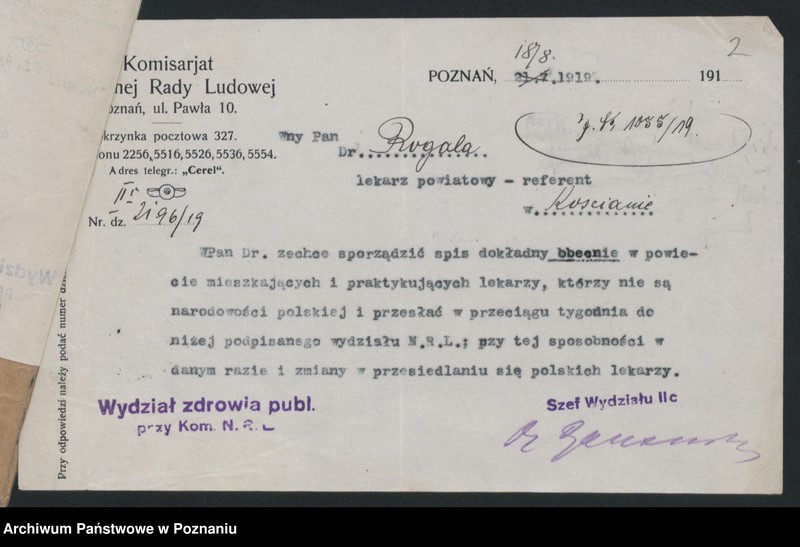 Komisarjat
nej Rady Ludowej
oznań, ul. Pawła 10.
krzynka pocztowa 327.
onu 2256, 5516, 5526, 5536, 5554.
Adres telegr.: „Cerel“.
Nr. dz. 2196/19
18/8.
POZNAŃ, 21.7.1919. 191
2
1055/19.
Wny Pan
Dr. Rogala
lekarz powiatowy - referent
w Kościanie
WPan Dr. zechce sporządzić spis dokładny obecnie w powie-
cie mieszkających i praktykujących lekarzy, którzy nie są
narodowości polskiej i przesłać w przeciągu tygodnia do
niżej podpisanego wydziału N.R.L.; pzy tej sposobności w
danym razie i zmiany w przesiedlaniu się polskich lekarzy.
Wydział zdrowia publ.
przy Kom. N. R. L
Szef Wydziału IIc
Dr
Przy odpowiedzi należy podać numer
Archiwum Państwowe w Poznaniu